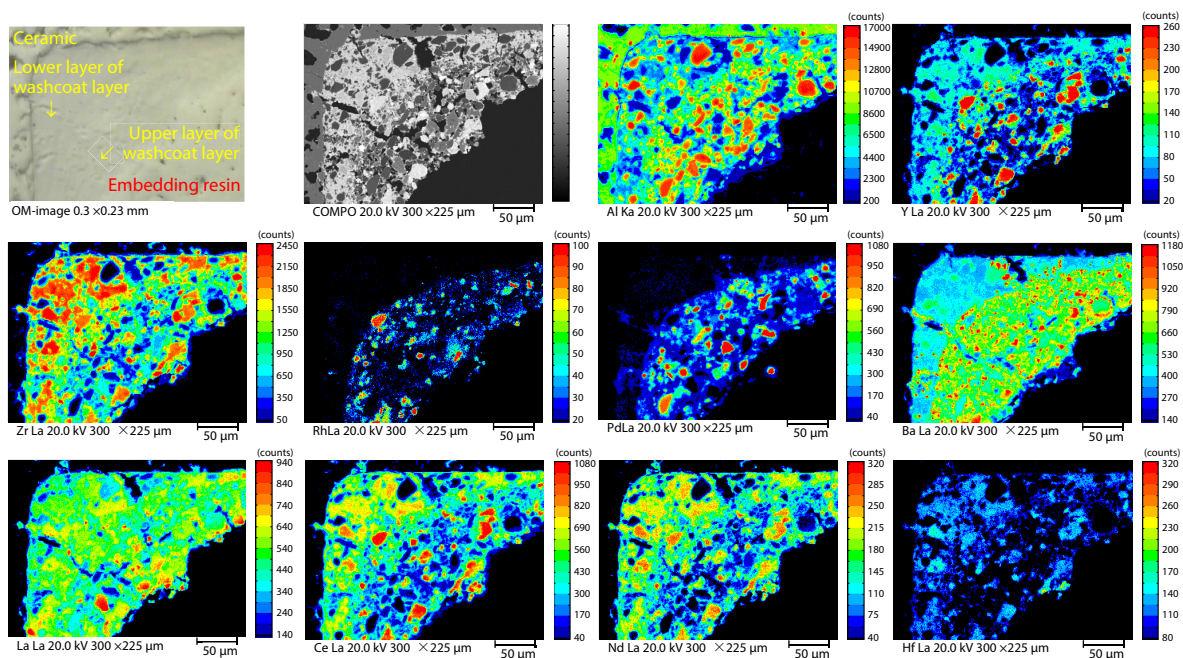 Ceramic
Lower layer of
washcoat layer
Upper layer of
washcoat layer
Embedding resin
OM-image 0.3 ×0.23 mm
COMPO 20.0 kV 300 ×225 µm
50 µm
(counts)
17000
17000
12800
10700
8600
6500
4400
2200
200
Al Ka 20.0 kV 300 ×225 µm
50 µm
(counts)
260
230
200
170
140
110
80
50
20
Y La 20.0 kV 300 ×225 µm
50 µm
(counts)
2450
2150
1850
1550
1250
950
650
350
50
Zr La 20.0 kV 300 ×225 µm
50 µm
(counts)
100
90
80
70
60
50
40
30
20
RhLa 20.0 kV 300 ×225 µm
50 µm
(counts)
1080
950
820
690
560
430
300
170
40
PdLa 20.0 kV 300 ×225 µm
50 µm
(counts)
1180
1050
920
790
660
530
400
270
140
Ba La 20.0 kV 300 ×225 µm
50 µm
(counts)
940
840
740
640
540
440
340
240
140
La La 20.0 kV 300 ×225 µm
50 µm
(counts)
1080
900
820
690
560
430
300
170
40
Ce La 20.0 kV 300 ×225 µm
50 µm
(counts)
320
285
250
215
180
145
110
75
40
Nd La 20.0 kV 300 ×225 µm
50 µm
(counts)
320
290
260
230
200
170
140
110
80
Hf La 20.0 kV 300 ×225 µm
50 µm